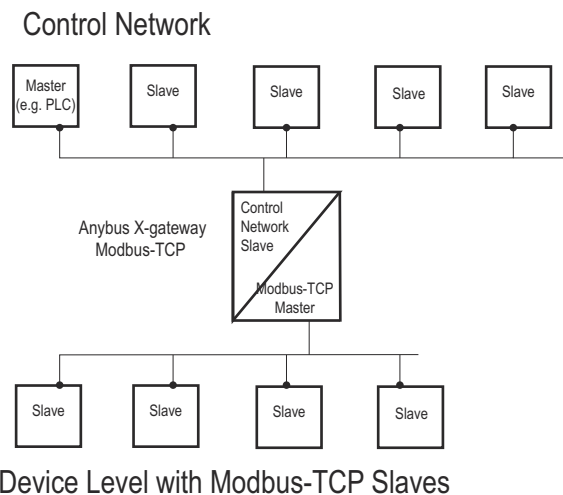 Control Network
Master
(e.g. PLC)
Slave
Slave
Slave
Slave
Anybus X-gateway
Modbus-TCP
Control
Network
Slave
Modbus-TCP
Master
Slave
Slave
Slave
Slave
Device Level with Modbus-TCP Slaves